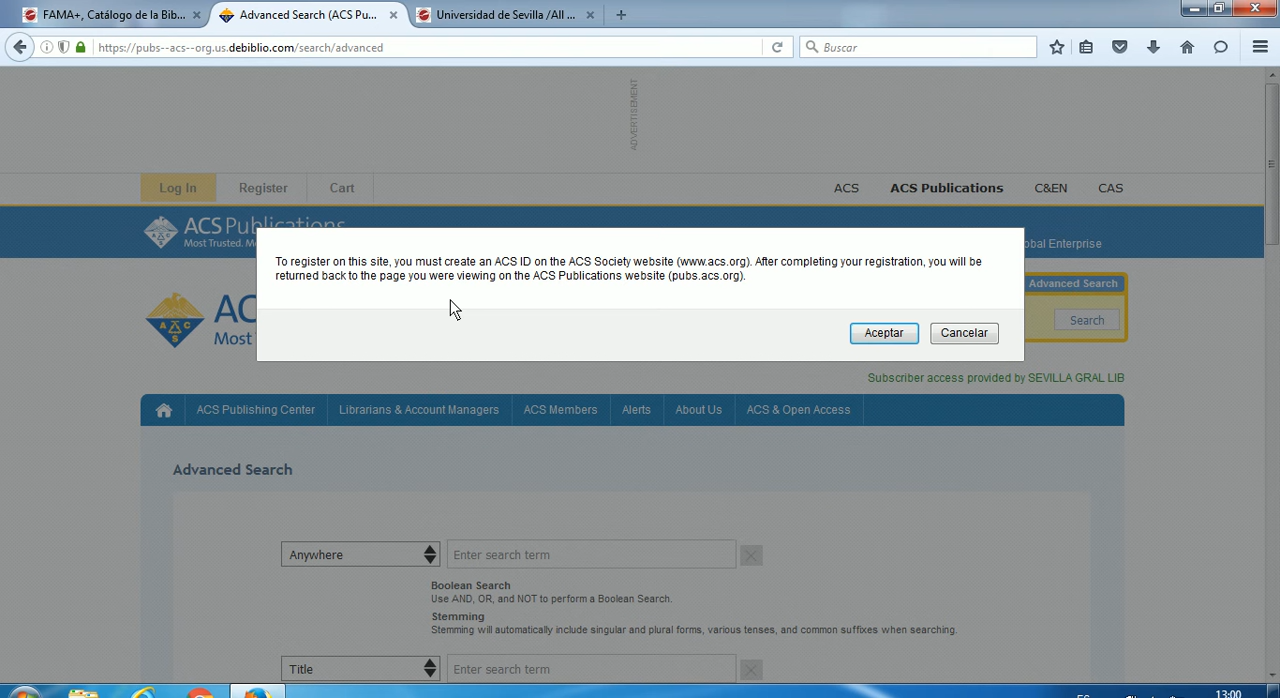 FAMA+, Catálogo de la Bib...
Advanced Search (ACS Pu...
Universidad de Sevilla /All ...
https://pubs--acs--org.us.debiblio.com/search/advanced
Buscar
ADVERTISEMENT
Log In
Register
Cart
ACS
ACS Publications
C&EN
CAS
ACS Publications
Most Trusted. M
obal Enterprise
To register on this site, you must create an ACS ID on the ACS Society website (www.acs.org). After completing your registration, you will be
returned back to the page you were viewing on the ACS Publications website (pubs.acs.org).
Aceptar
Cancelar
AC
Most
Advanced Search
Search
Subscriber access provided by SEVILLA GRAL LIB
ACS Publishing Center
Librarians & Account Managers
ACS Members
Alerts
About Us
ACS & Open Access
Advanced Search
Anywhere
Enter search term
Boolean Search
Use AND, OR, and NOT to perform a Boolean Search.
Stemming
Stemming will automatically include singular and plural forms, various tenses, and common suffixes when searching.
Title
Enter search term
ES
13:00